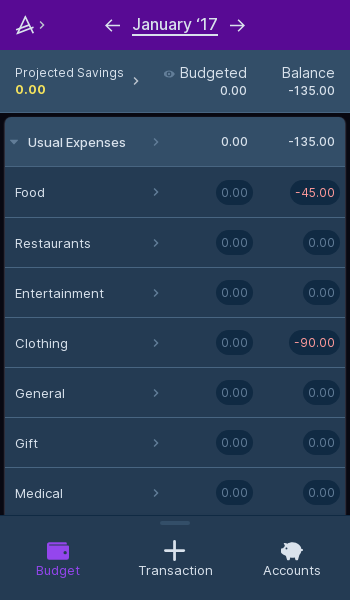 January ‘17
Projected Savings Budgeted Balance
0.00 0.00 -135.00
Usual Expenses 0.00 -135.00
Food 0.00 -45.00
Restaurants 0.00 0.00
Entertainment 0.00 0.00
Clothing 0.00 -90.00
General 0.00 0.00
Gift 0.00 0.00
Medical 0.00 0.00
Budget Transaction Accounts